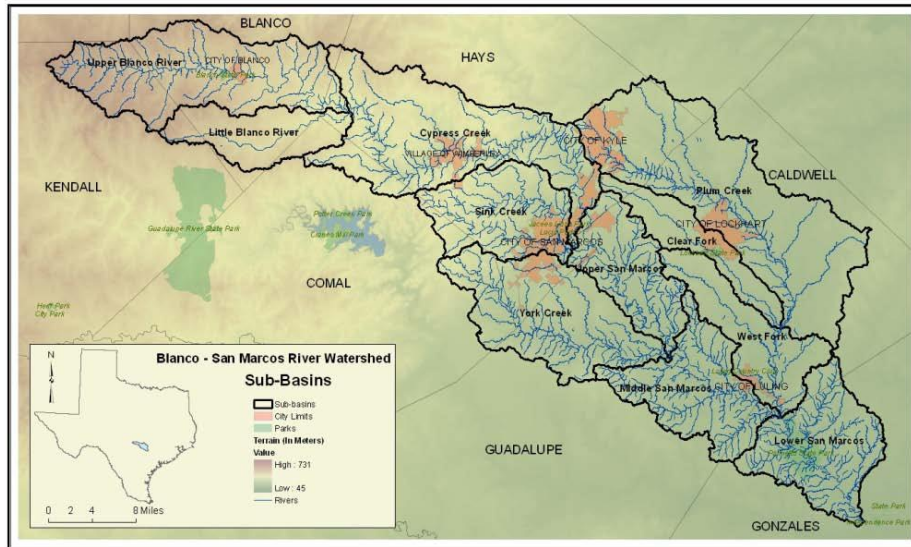 BLANCO
HAYS
Upper Blanco River
CITY OF BLANCO
Little Blanco River
Cypress Creek
CITY OF KYLE
KENDALL
CALDWELL
Plum Creek
Sink Creek
CITY OF LOCKHART
Guadalupe River State Park
CITY OF SAN MARCOS
Clear Fork
COMAL
Upper San Marcos
York Creek
City Park
West Fork
Middle San Marcos
CITY OF LULING
Lower San Marcos
GUADALUPE
State Park
GONZALES
Blanco - San Marcos River Watershed
Sub-Basins
N
Sub-basins
City Limits
Parks
Terrain (In Meters)
Value
High : 731
Low : 45
Rivers
0 2 4 8 Miles